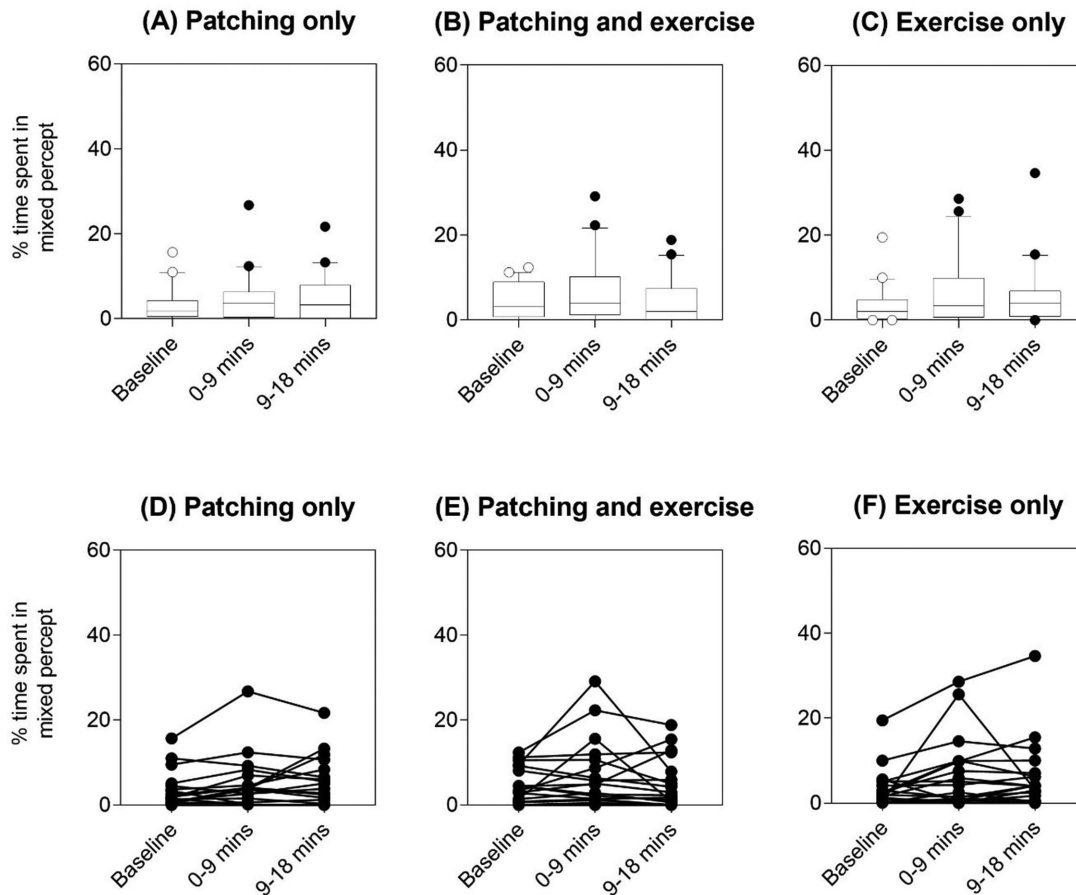 (A) Patching only
(B) Patching and exercise
(C) Exercise only
% time spent in
mixed percept
60
40
20
0
Baseline
0-9 mins
9-18 mins
60
40
20
0
Baseline
0-9 mins
9-18 mins
60
40
20
0
Baseline
0-9 mins
9-18 mins
(D) Patching only
(E) Patching and exercise
(F) Exercise only
% time spent in
mixed percept
60
40
20
0
Baseline
0-9 mins
9-18 mins
60
40
20
0
Baseline
0-9 mins
9-18 mins
60
40
20
0
Baseline
0-9 mins
9-18 mins